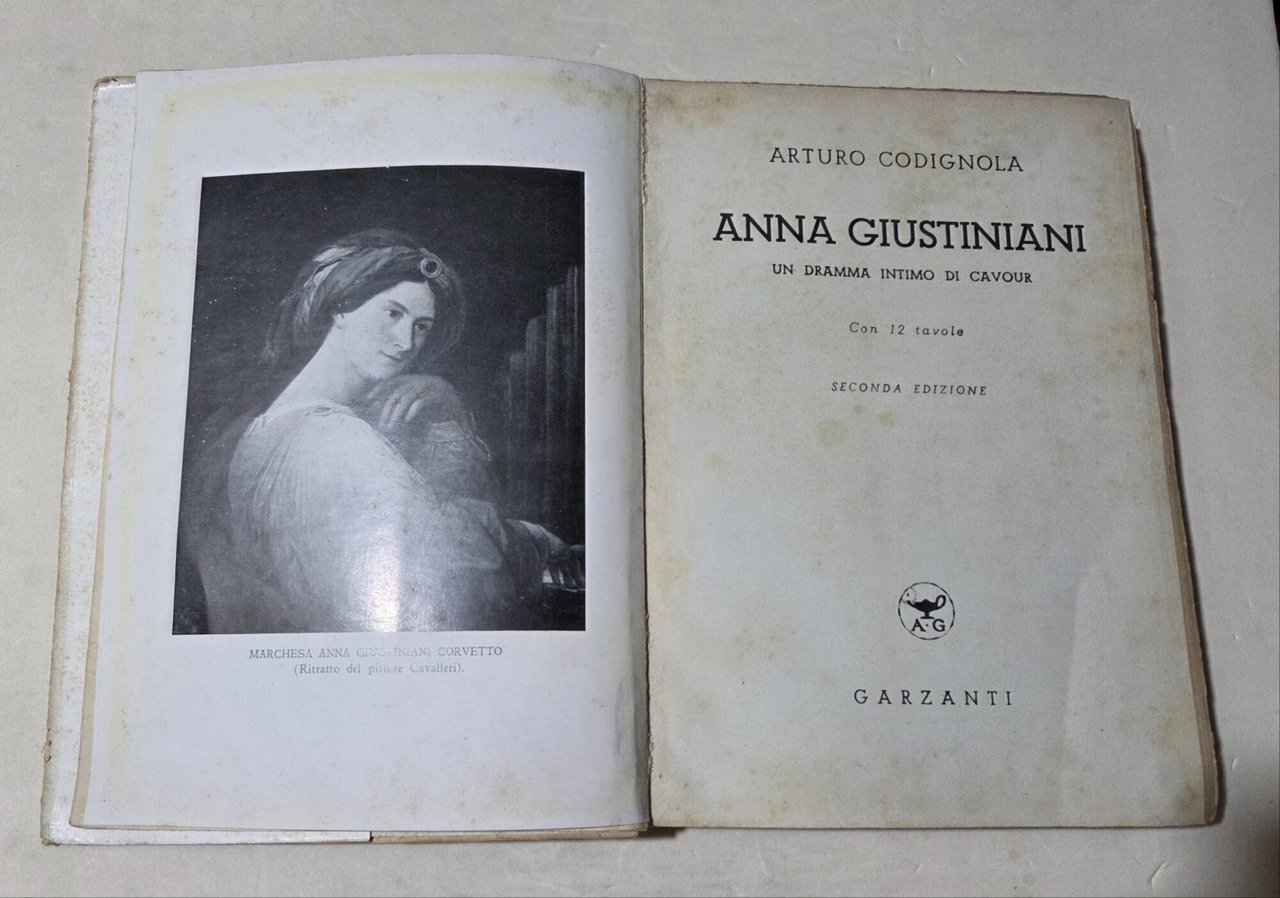 MARCHESA ANNA GIUSTINIANI CORVETTO
(Ritratto del pittore Cavalleri).
ARTURO CODIGNOLA
ANNA GIUSTINIANI
UN DRAMMA INTIMO DI CAVOUR
Con 12 tavole
SECONDA EDIZIONE
A·G
GARZANTI